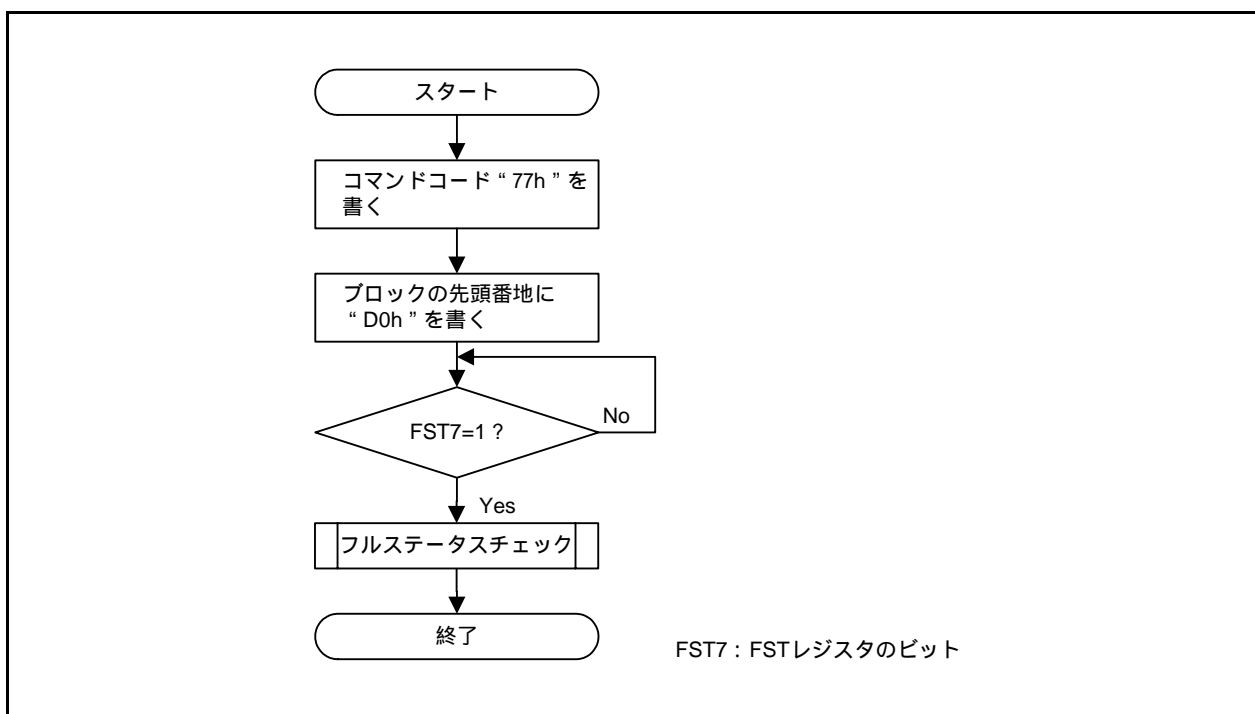 スタート
コマンドコード“77h”を
書く
ブロックの先頭番地に
“D0h”を書く
FST7=1?
No
Yes
フルステータスチェック
終了
FST7:FSTレジスタのビット